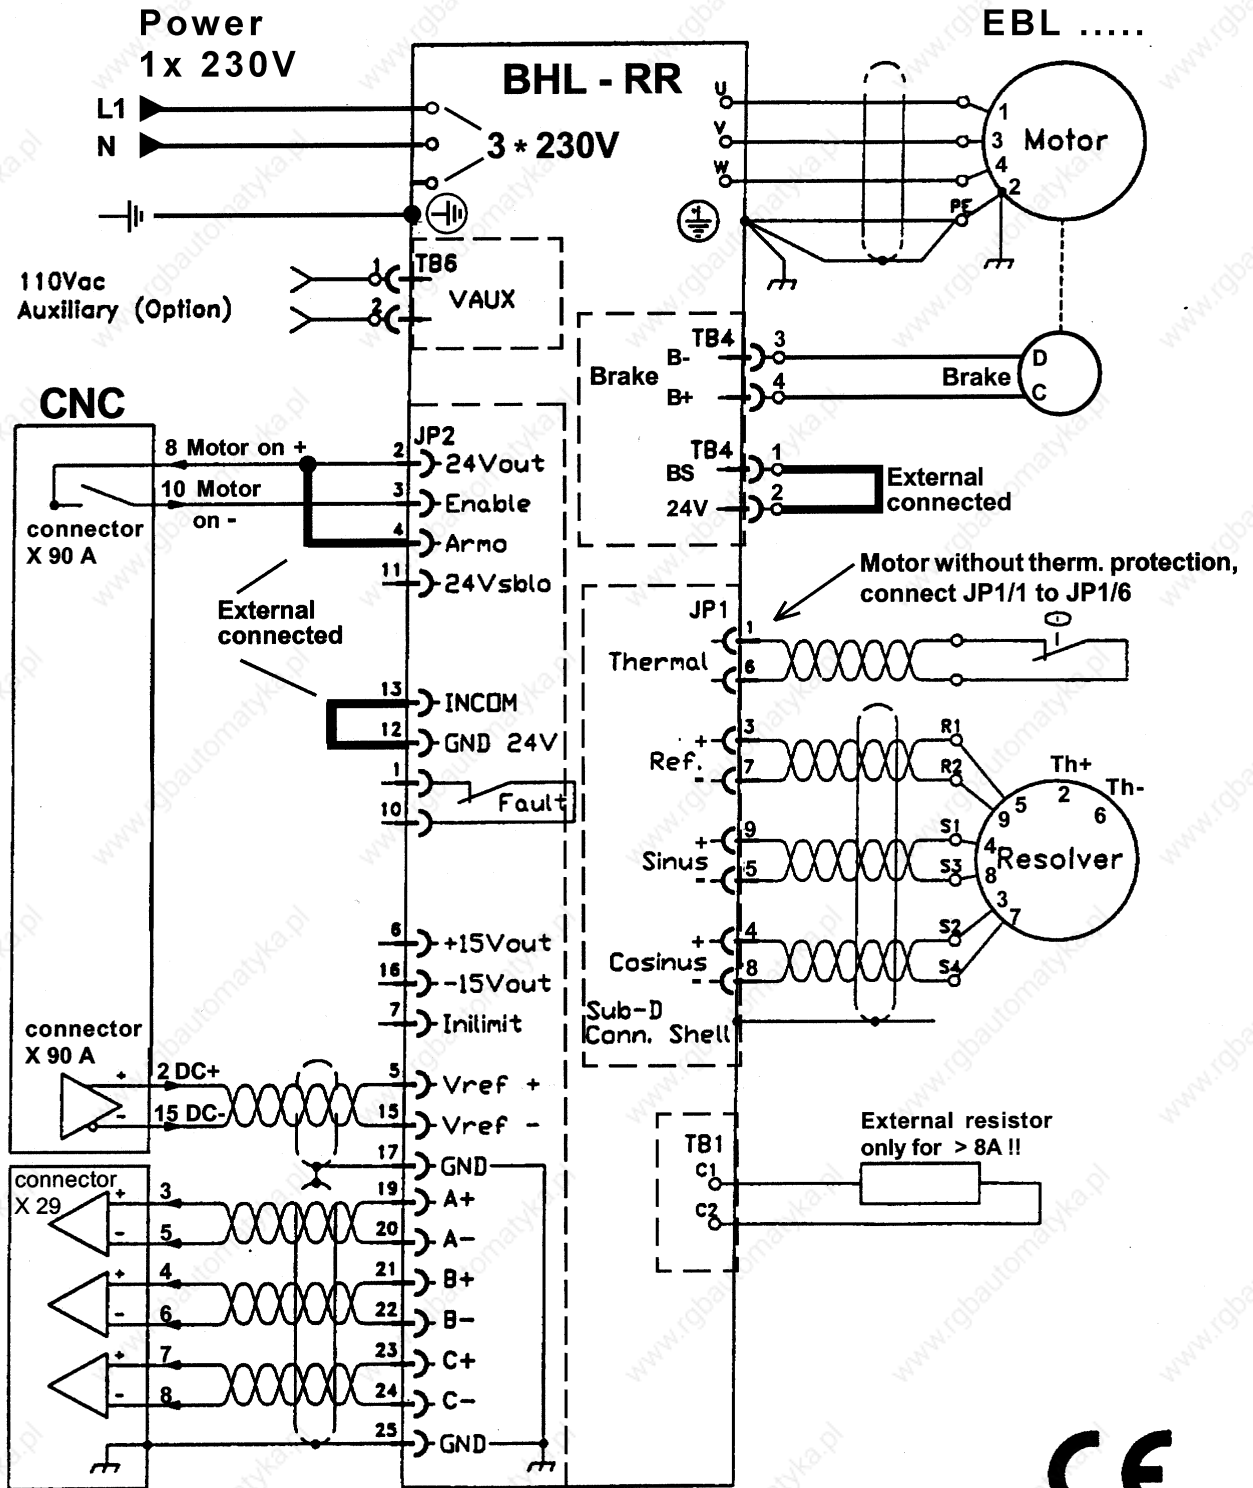 Power
1x 230V
EBL .....
BHL - RR
L1
N
3 * 230V
U
V
W
PE
1
3
4
2
Motor
110Vac
Auxiliary (Option)
1
2
TB6
VAUX
Brake
TB4
B-
B+
3
4
Brake
D
C
TB4
BS
24V
1
2
External
connected
CNC
8 Motor on +
10 Motor
on -
connector
X 90 A
JP2
2
24Vout
3
Enable
4
Armo
11
24Vsblo
External
connected
13
INCOM
12
GND 24V
1
10
Fault
6
+15Vout
16
-15Vout
7
Inilimit
connector
X 90 A
+
-
2 DC+
15 DC-
5
Vref +
15
Vref -
17
GND
connector
X 29
+
-
3
5
19
A+
20
A-
+
-
4
6
21
B+
22
B-
+
-
7
8
23
C+
24
C-
25
GND
Motor without therm. protection,
connect JP1/1 to JP1/6
JP1
Thermal
1
6
Ref.
+
-
3
7
R1
R2
Sinus
+
-
9
5
S1
S3
Cosinus
+
-
4
8
S2
S4
Th+
Th-
2
6
5
9
4
8
3
7
Resolver
Sub-D
Conn. Shell
TB1
C1
C2
External resistor
only for > 8A !!
CE
www.rgbautomatyka.pl